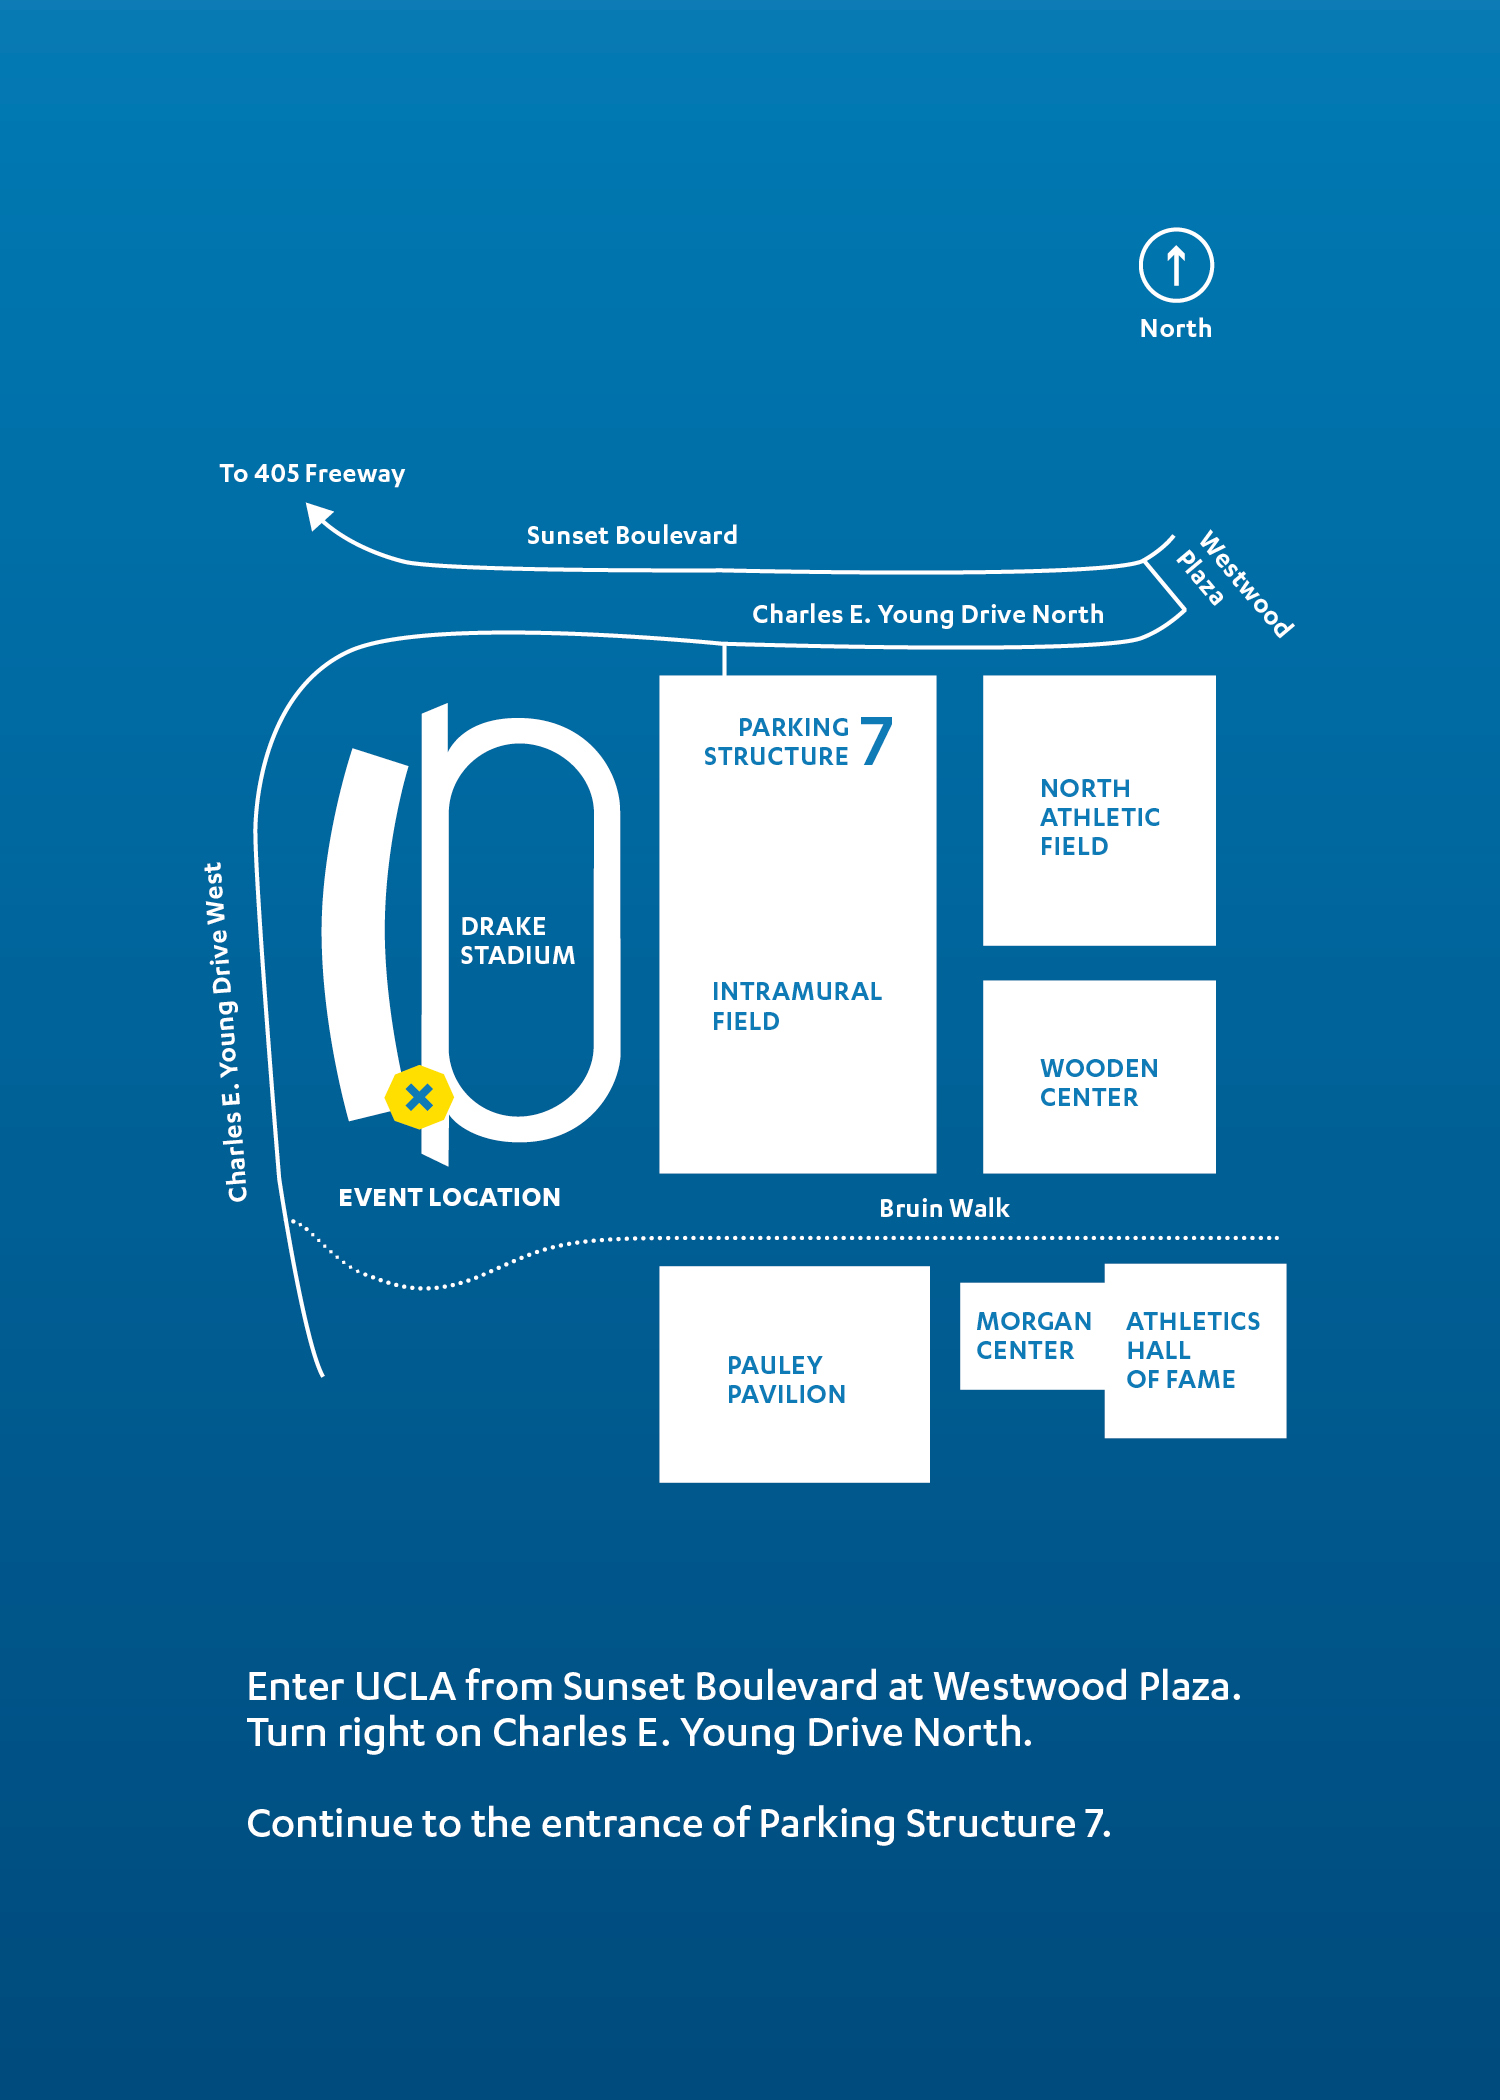 North
To 405 Freeway
Sunset Boulevard
Westwood
Plaza
Charles E. Young Drive North
PARKING
STRUCTURE 7
NORTH
ATHLETIC
FIELD
Charles E. Young Drive West
DRAKE
STADIUM
INTRAMURAL
FIELD
WOODEN
CENTER
EVENT LOCATION
Bruin Walk
PAULEY
PAVILION
MORGAN
CENTER
ATHLETICS
HALL
OF FAME
Enter UCLA from Sunset Boulevard at Westwood Plaza.
Turn right on Charles E. Young Drive North.
Continue to the entrance of Parking Structure 7.